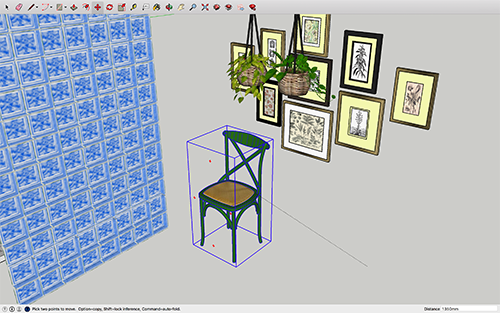 Pick two points to move. Option=copy, Shift=lock inference, Command=auto-fold.
Distance